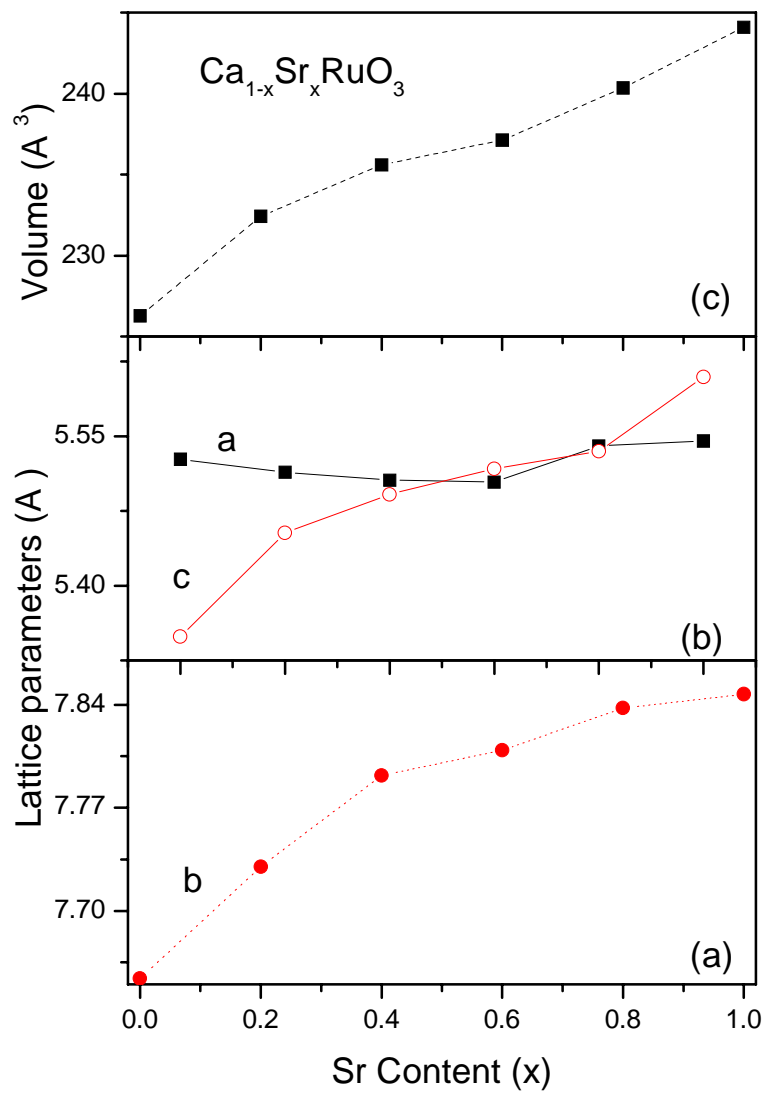 Ca1-xSrxRuO3
Volume (A 3)
240
230
(c)
Lattice parameters (A )
5.55
5.40
a
c
(b)
7.84
7.77
7.70
b
(a)
0.0 0.2 0.4 0.6 0.8 1.0
Sr Content (x)